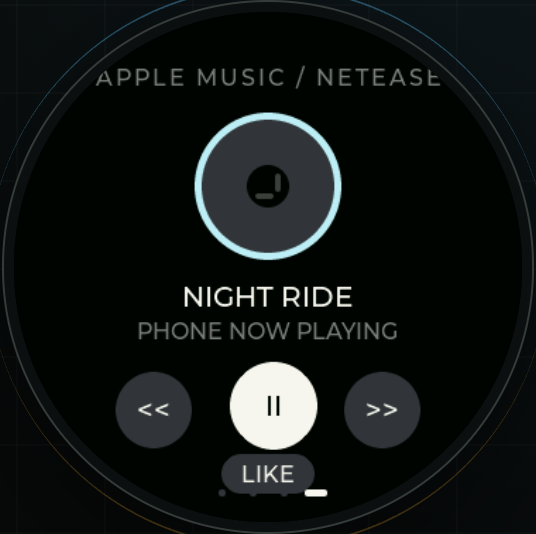 APPLE MUSIC / NETEASE
NIGHT RIDE
PHONE NOW PLAYING
<< II >>
LIKE